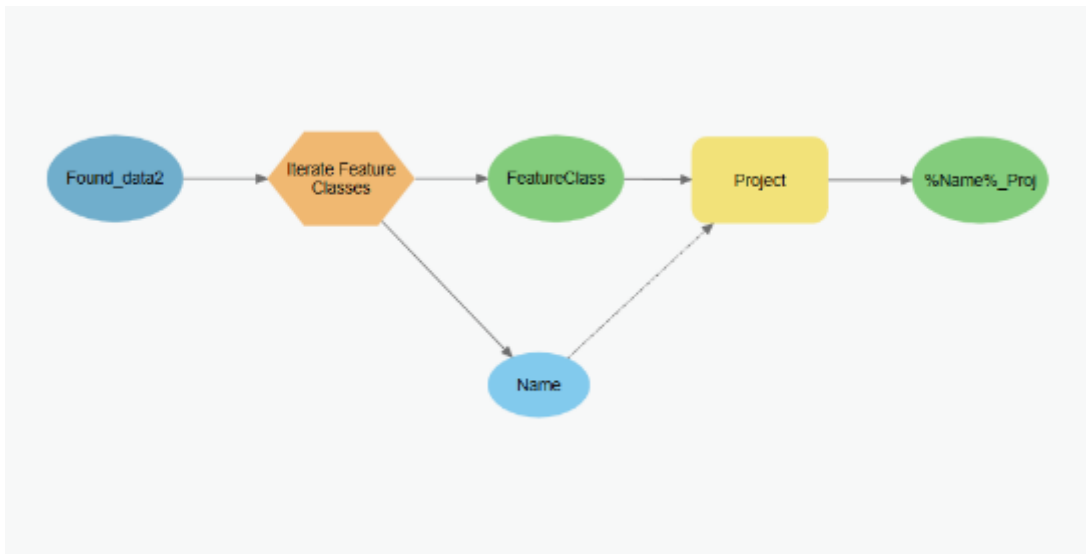 Found_data2
Iterate Feature
Classes
FeatureClass
Project
%Name%_Proj
Name